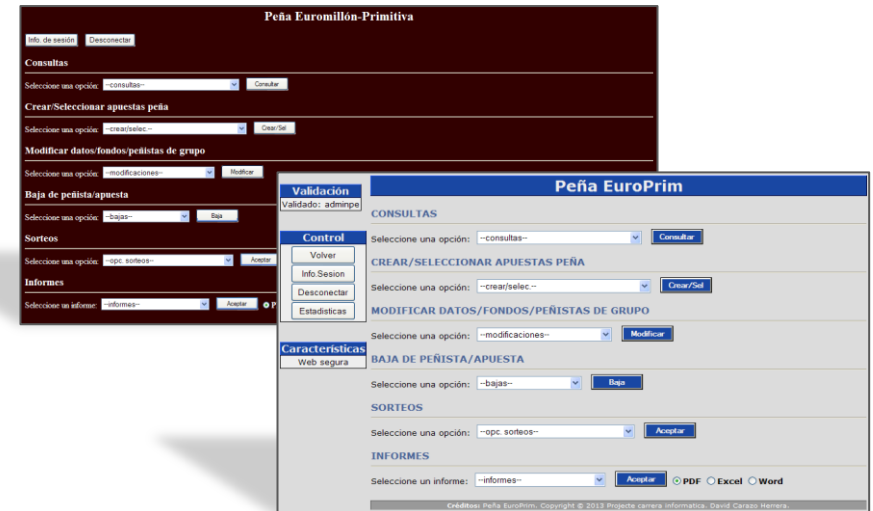 Peña Euromillón-Primitiva
Info. de sesión Desconectar
Consultas
Seleccione una opción: --consultas-- Consultar
Crear/Seleccionar apuestas peña
Seleccione una opción: --crear/selec.-- Crear/Sel
Modificar datos/fondos/peñistas de grupo
Seleccione una opción: --modificaciones-- Modificar
Baja de peñista/apuesta
Seleccione una opción: --bajas-- Baja
Sorteos
Seleccione una opción: --opc. sorteos-- Aceptar
Informes
Seleccione un informe: --informes-- Aceptar P
Validación
Validado: adminpe
Control
Volver
Info.Sesion
Desconectar
Estadisticas
Características
Web segura
Peña EuroPrim
CONSULTAS
Seleccione una opción: --consultas-- Consultar
CREAR/SELECCIONAR APUESTAS PEÑA
Seleccione una opción: --crear/selec.-- Crear/Sel
MODIFICAR DATOS/FONDOS/PEÑISTAS DE GRUPO
Seleccione una opción: --modificaciones-- Modificar
BAJA DE PEÑISTA/APUESTA
Seleccione una opción: --bajas-- Baja
SORTEOS
Seleccione una opción: --opc. sorteos-- Aceptar
INFORMES
Seleccione un informe: --informes-- Aceptar PDF Excel Word
Créditos: Peña EuroPrim. Copyright © 2013 Projecte carrera informatica. David Carazo Herrera.